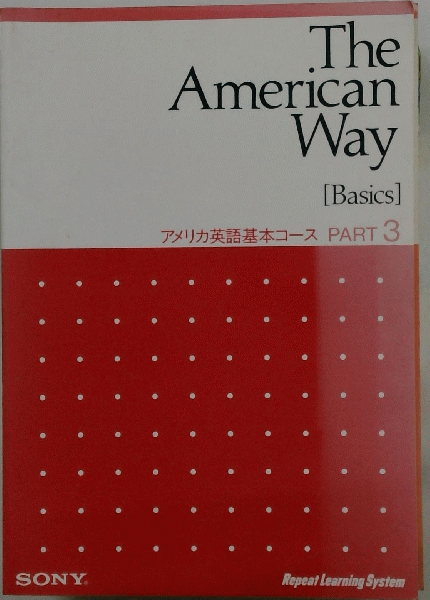 The
American
Way
[Basics]
アメリカ英語基本コース PART 3
SONY®
Repeat Learning System